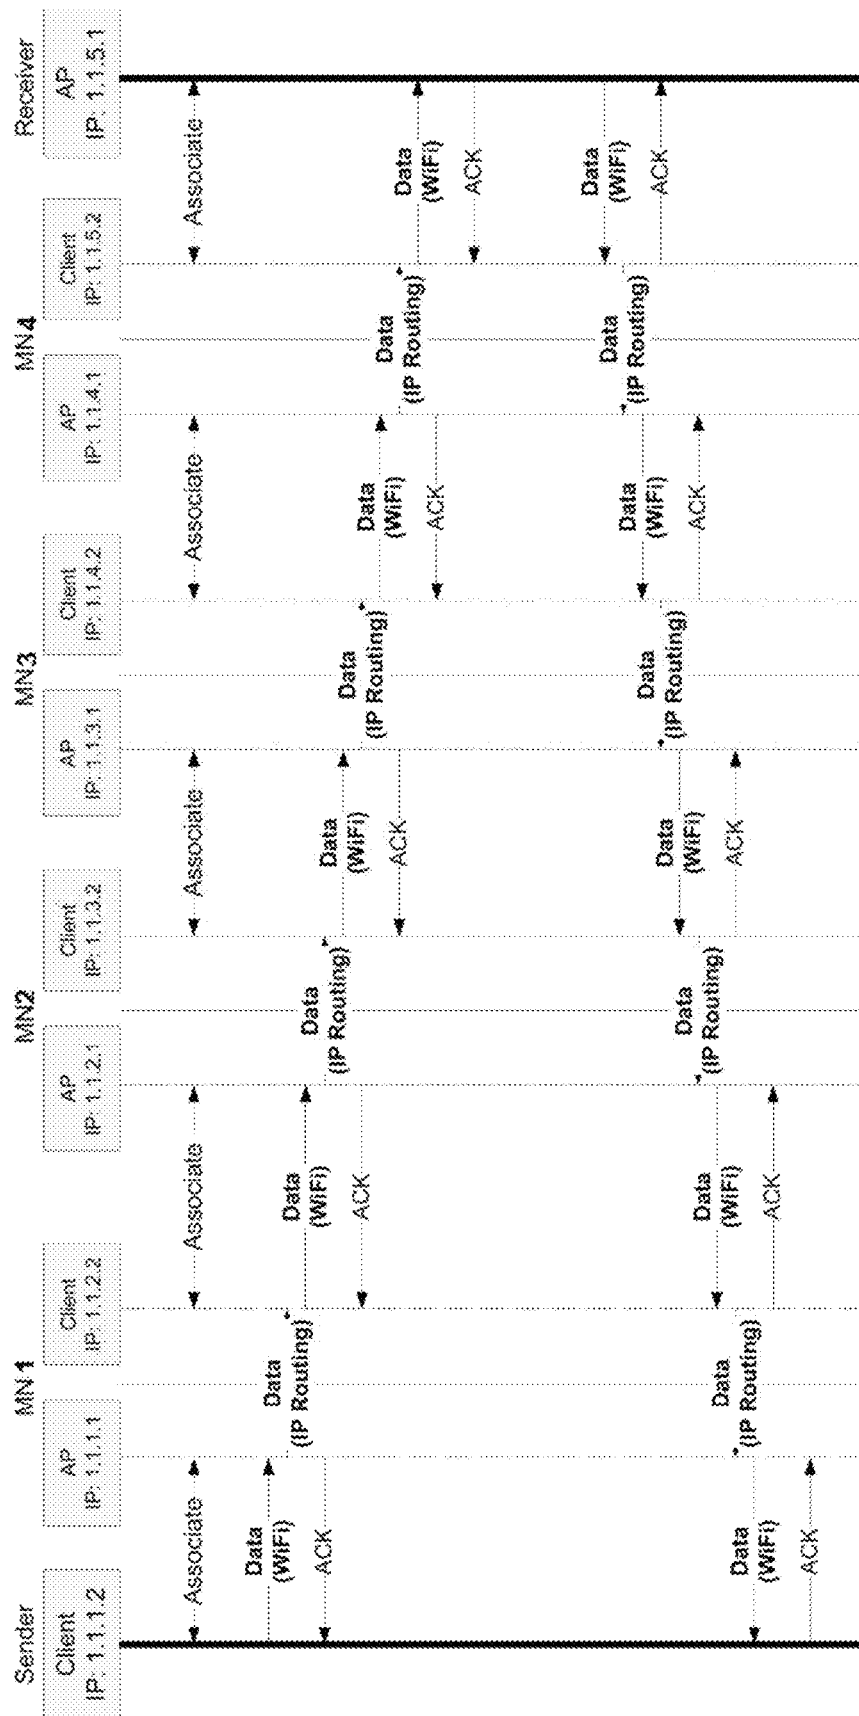 Sender
MN1
MN2
MN3
MN4
Receiver
Client
IP: 1.1.1.2
AP
IP: 1.1.1.1
Client
IP: 1.1.2.2
AP
IP: 1.1.2.1
Client
IP: 1.1.3.2
AP
IP: 1.1.3.1
Client
IP: 1.1.4.2
AP
IP: 1.1.4.1
Client
IP: 1.1.5.2
AP
IP: 1.1.5.1
Associate
Associate
Associate
Associate
Associate
Data
(WiFi)
ACK
Data
(IP Routing)
Data
(WiFi)
ACK
Data
(IP Routing)
Data
(WiFi)
ACK
Data
(IP Routing)
Data
(WiFi)
ACK
Data
(IP Routing)
Data
(WiFi)
ACK
Data
(WiFi)
ACK
Data
(IP Routing)
Data
(WiFi)
ACK
Data
(IP Routing)
Data
(WiFi)
ACK
Data
(IP Routing)
Data
(WiFi)
ACK
Data
(IP Routing)
Data
(WiFi)
ACK